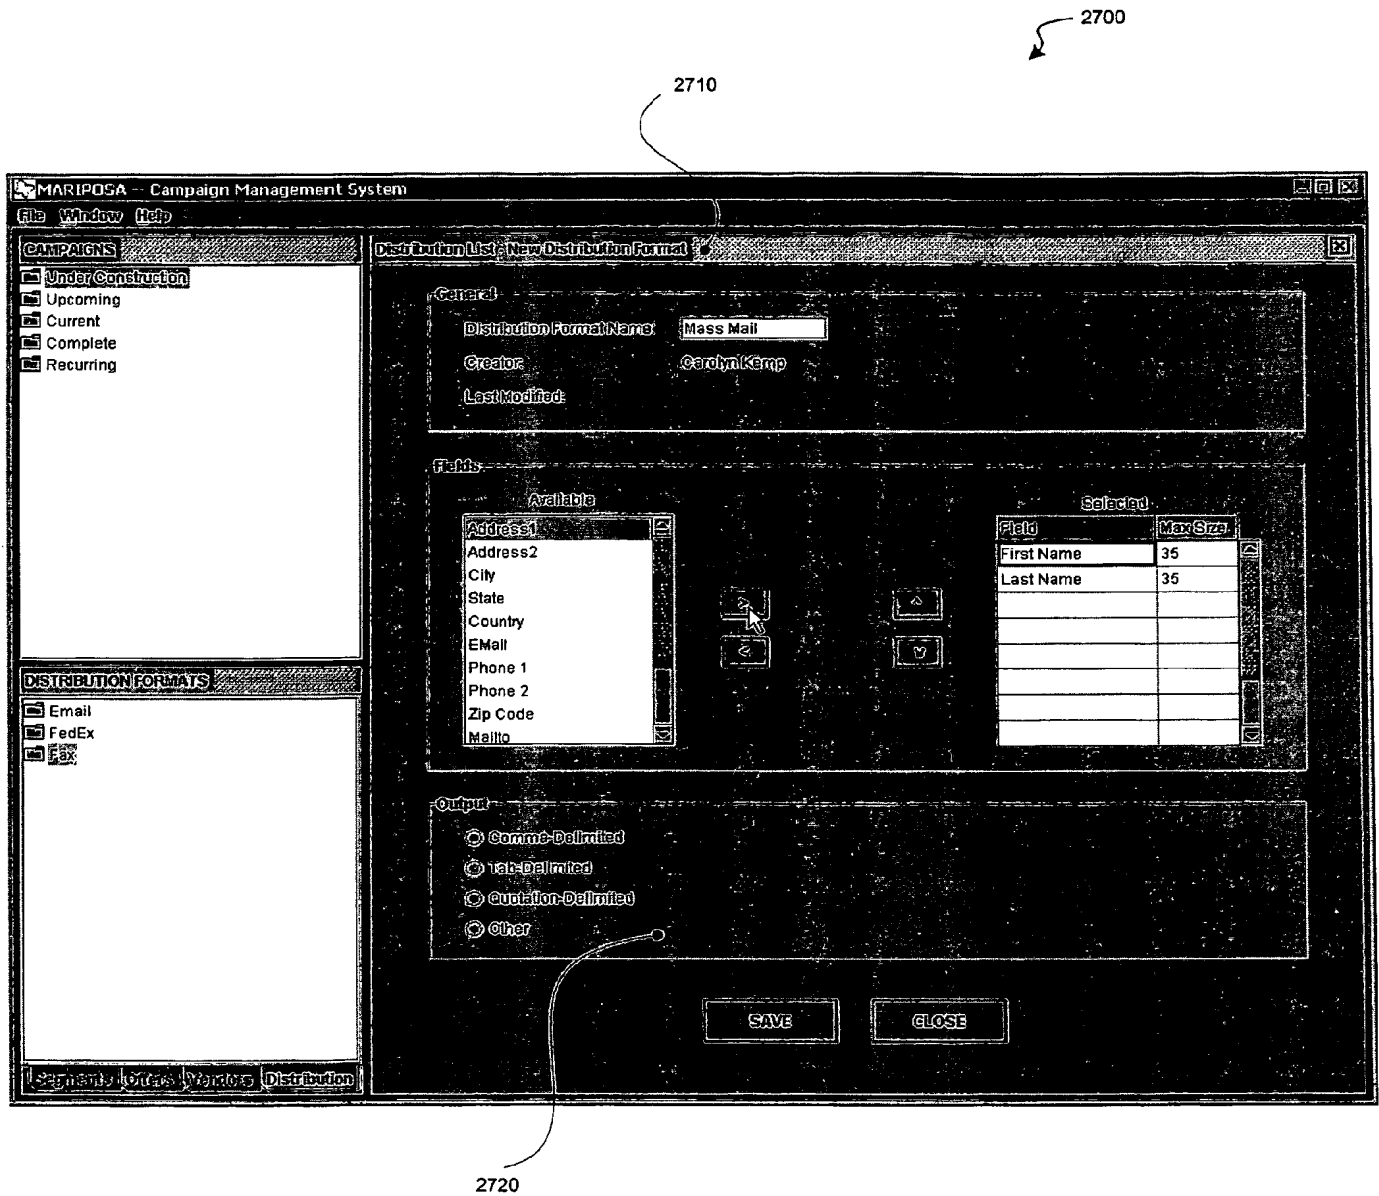 2700
2710
MARIPOSA -- Campaign Management System
File Window Help
CAMPAIGNS
Under Construction
Upcoming
Current
Complete
Recurring
DISTRIBUTION FORMATS
Email
FedEx
Fax
Segments Offers Vendors Distribution
Distribution List - New Distribution Format
General
Distribution Format Name: Mass Mail
Creator: Carolyn Kemp
Last Modified:
Fields
Available
Address1
Address2
City
State
Country
EMail
Phone 1
Phone 2
Zip Code
Mailto
> 
<
^
v
Selected
Field Max Size
First Name 35
Last Name 35
Output
Comma-Delimited
Tab-Delimited
Quotation-Delimited
Other
SAVE CLOSE
2720